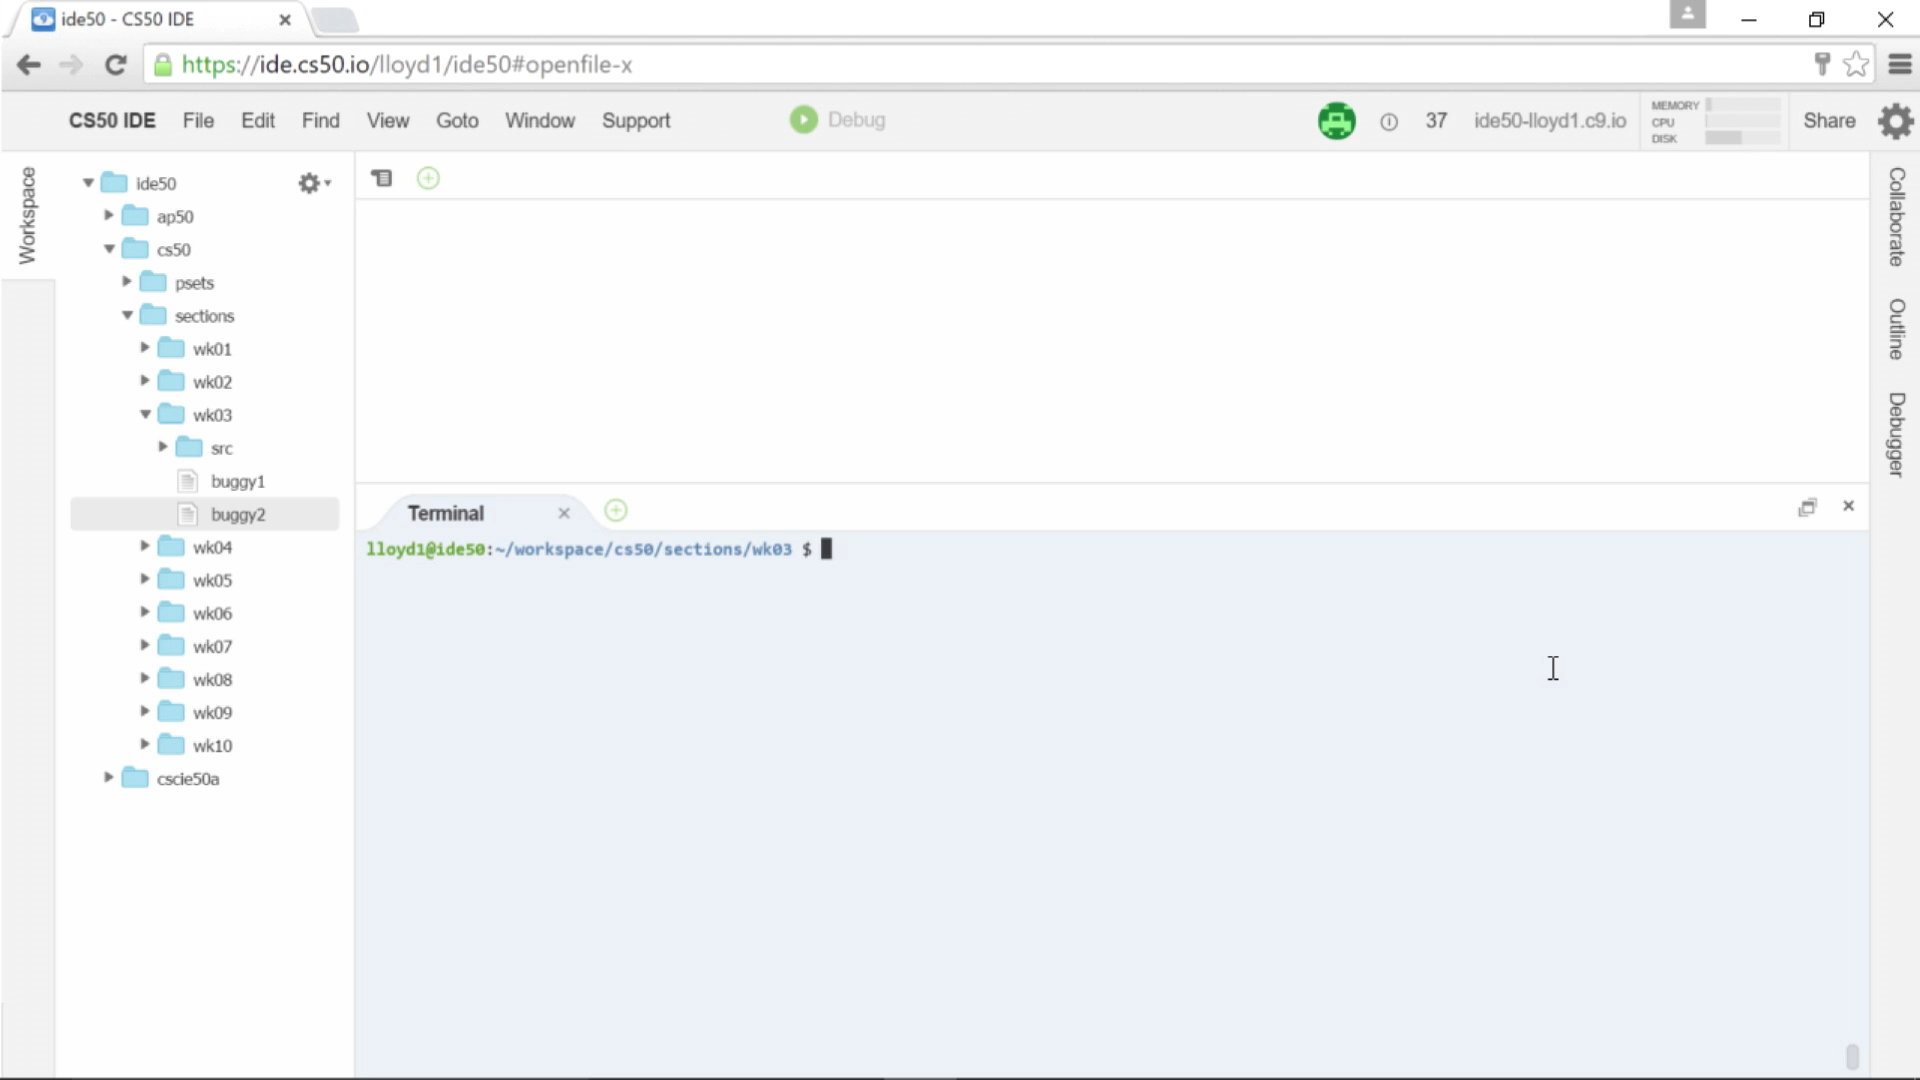 ide50 - CS50 IDE
https://ide.cs50.io/lloyd1/ide50#openfile-x
CS50 IDE File Edit Find View Goto Window Support Debug 37 ide50-lloyd1.c9.io MEMORY CPU DISK Share
Workspace
ide50
ap50
cs50
psets
sections
wk01
wk02
wk03
src
buggy1
buggy2
wk04
wk05
wk06
wk07
wk08
wk09
wk10
cscie50a
Terminal
lloyd1@ide50:~/workspace/cs50/sections/wk03 $
Collaborate
Outline
Debugger